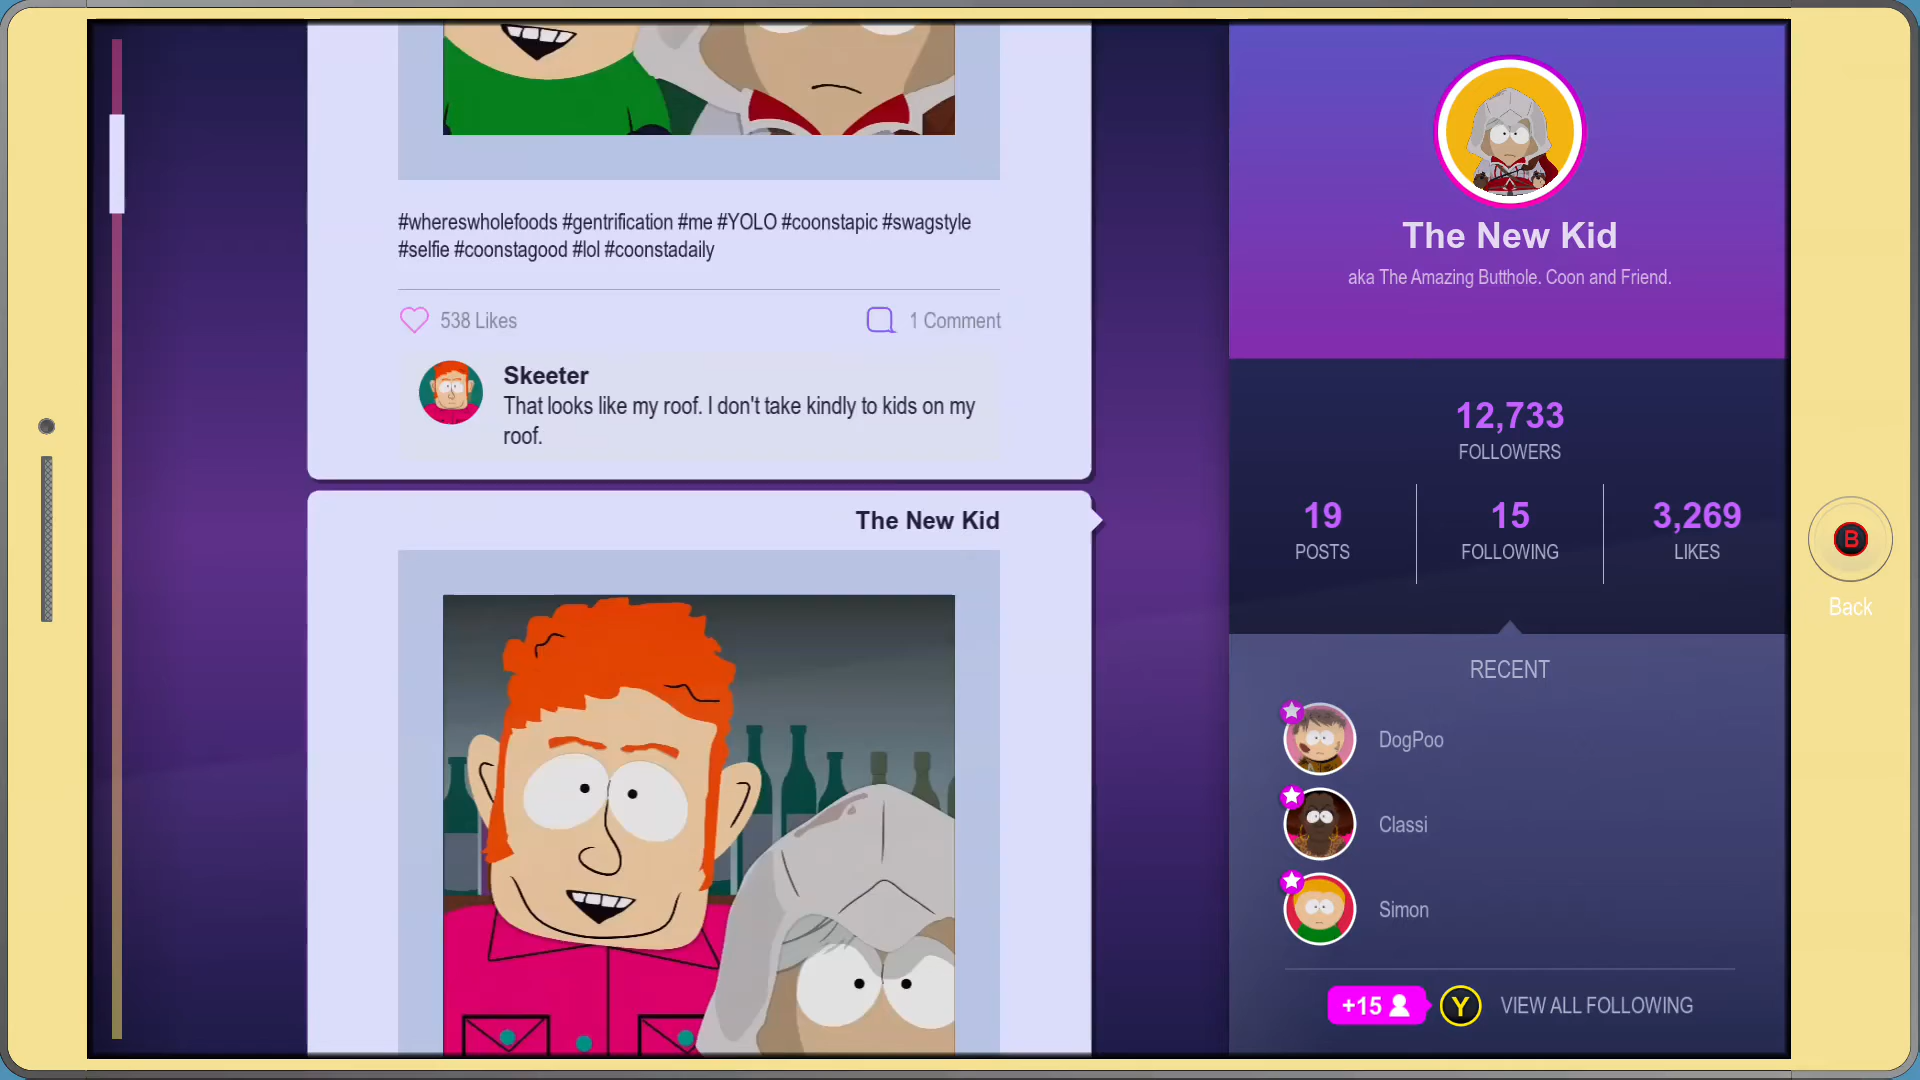 #whereswholefoods #gentrification #me #YOLO #coonstapic #swagstyle
#selfie #coonstagood #lol #coonstadaily
538 Likes
1 Comment
Skeeter
That looks like my roof. I don't take kindly to kids on my
roof.
The New Kid
The New Kid
aka The Amazing Butthole. Coon and Friend.
12,733
FOLLOWERS
19
POSTS
15
FOLLOWING
3,269
LIKES
RECENT
DogPoo
Classi
Simon
+15
Y
VIEW ALL FOLLOWING
B
Back